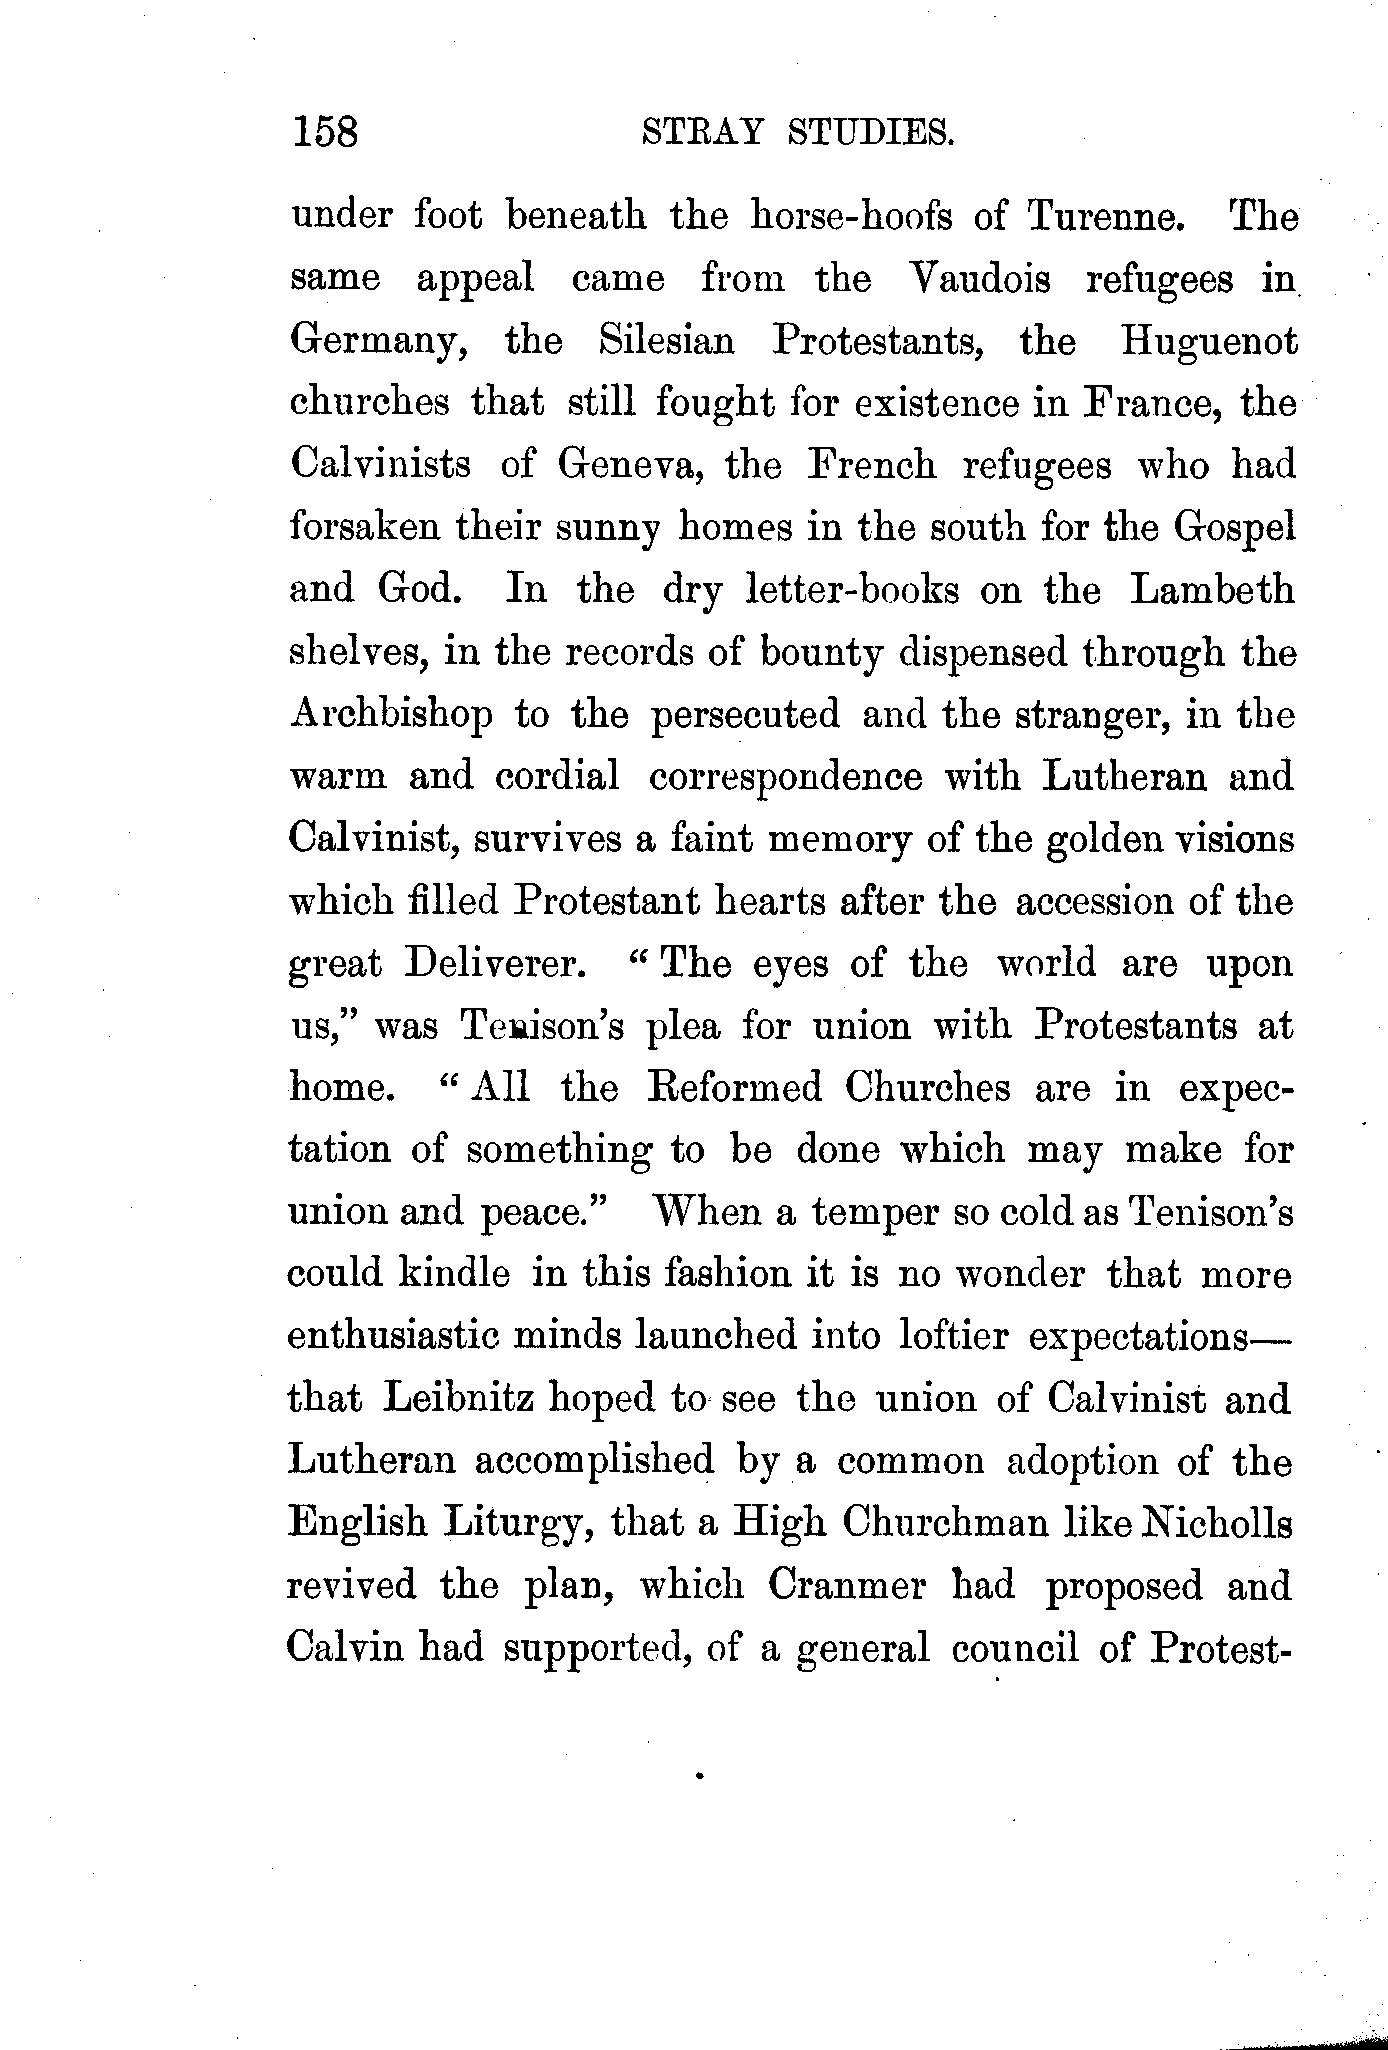 158 STRAY STUDIES.
under foot beneath the horse-hoofs of Turenne. The
same appeal came from the Vaudois refugees in
Germany, the Silesian Protestants, the Huguenot
churches that still fought for existence in France, the
Calvinists of Geneva, the French refugees who had
forsaken their sunny homes in the south for the Gospel
and God. In the dry letter-books on the Lambeth
shelves, in the records of bounty dispensed through the
Archbishop to the persecuted and the stranger, in the
warm and cordial correspondence with Lutheran and
Calvinist, survives a faint memory of the golden visions
which filled Protestant hearts after the accession of the
great Deliverer. “ The eyes of the world are upon
us,” was Tenison’s plea for union with Protestants at
home. “ All the Reformed Churches are in expec-
tation of something to be done which may make for
union and peace.” When a temper so cold as Tenison’s
could kindle in this fashion it is no wonder that more
enthusiastic minds launched into loftier expectations—
that Leibnitz hoped to see the union of Calvinist and
Lutheran accomplished by a common adoption of the
English Liturgy, that a High Churchman like Nicholls
revived the plan, which Cranmer had proposed and
Calvin had supported, of a general council of Protest-